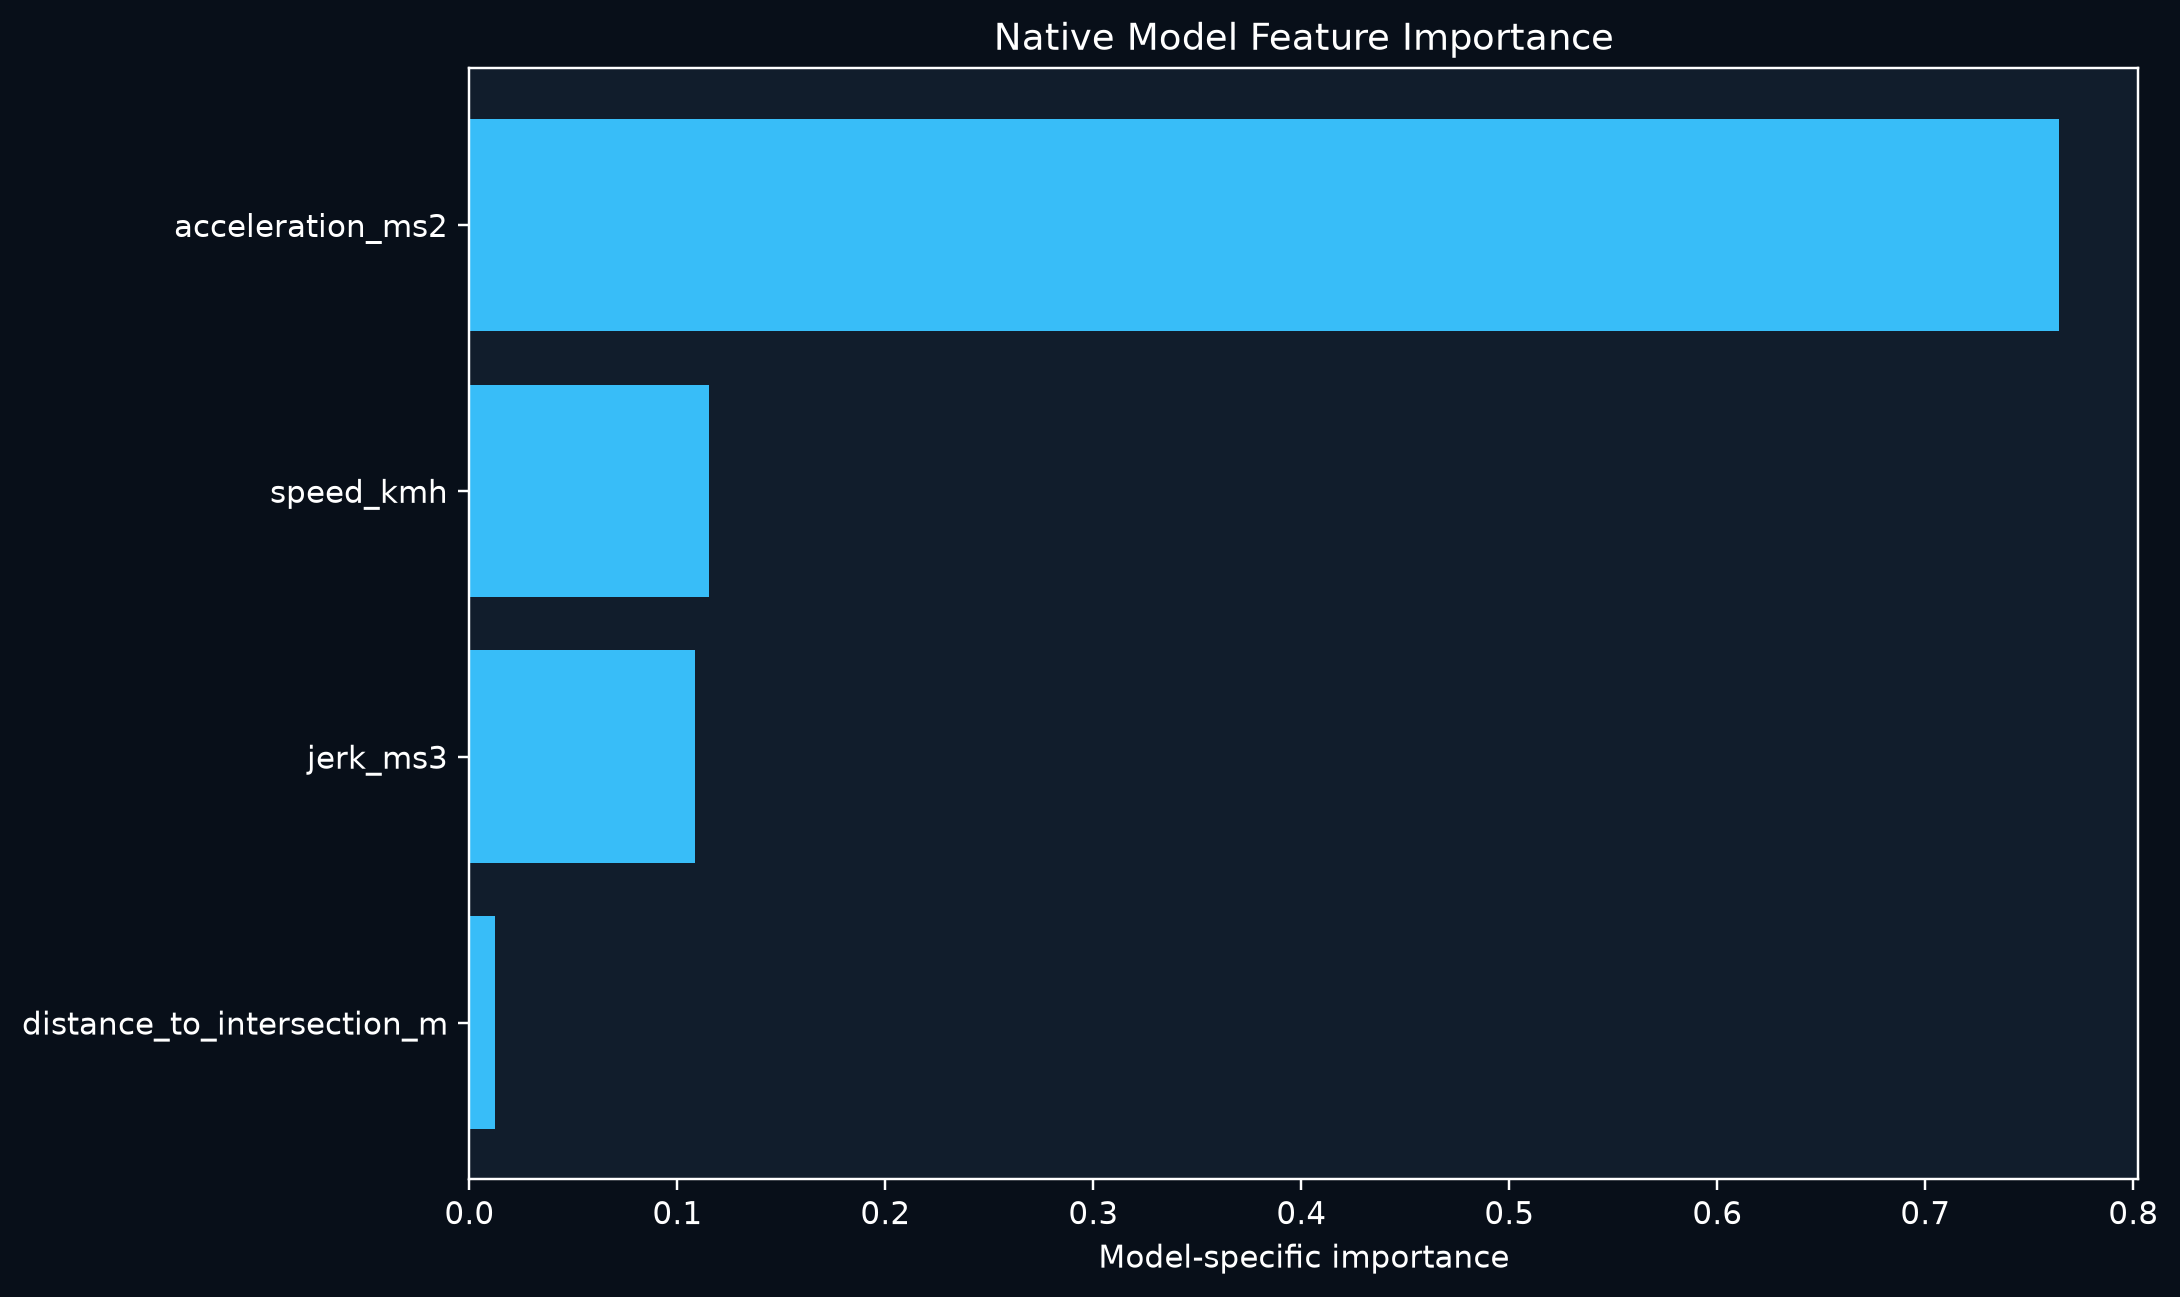 Native Model Feature Importance
acceleration_ms2
speed_kmh
jerk_ms3
distance_to_intersection_m
0.0 0.1 0.2 0.3 0.4 0.5 0.6 0.7 0.8
Model-specific importance